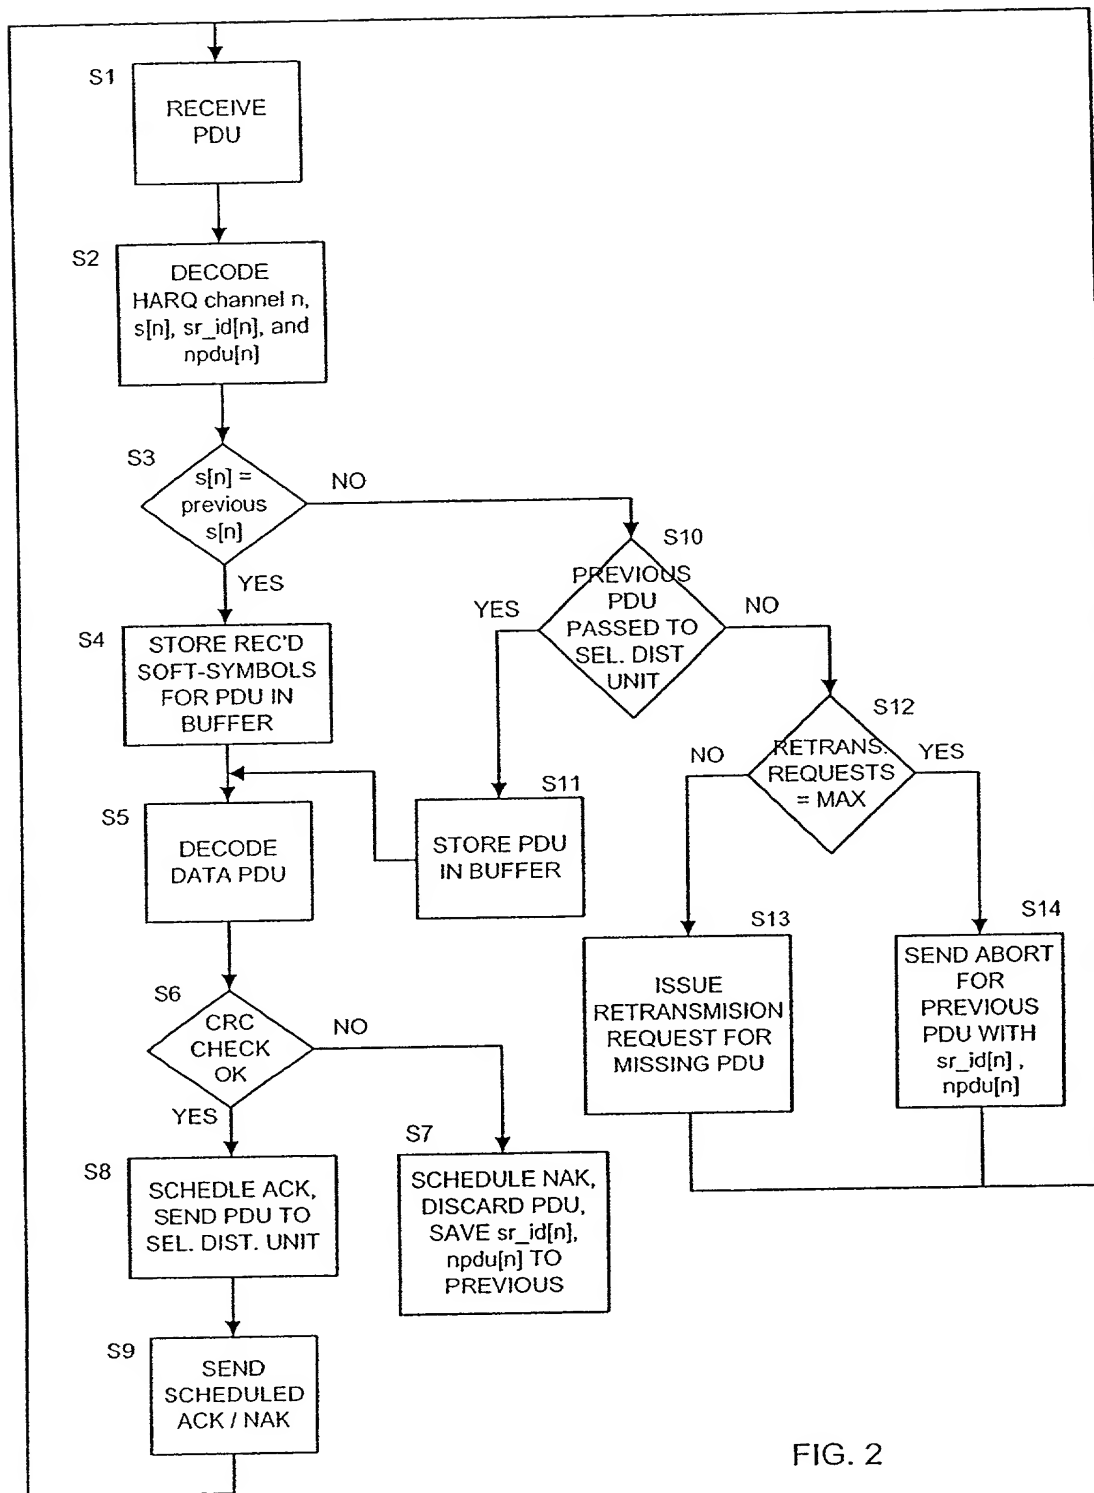 S1
RECEIVE
PDU
S2
DECODE
HARQ channel n,
s[n], sr_id[n], and
npdu[n]
S3
s[n] =
previous
s[n]
NO
YES
S10
PREVIOUS
PDU
PASSED TO
SEL. DIST
UNIT
YES
NO
S4
STORE REC'D
SOFT-SYMBOLS
FOR PDU IN
BUFFER
S12
RETRANS.
REQUESTS
= MAX
NO
YES
S11
STORE PDU
IN BUFFER
S5
DECODE
DATA PDU
S13
ISSUE
RETRANSMISION
REQUEST FOR
MISSING PDU
S14
SEND ABORT
FOR
PREVIOUS
PDU WITH
sr_id[n] ,
npdu[n]
S6
CRC
CHECK
OK
NO
YES
S7
SCHEDULE NAK,
DISCARD PDU,
SAVE sr_id[n],
npdu[n] TO
PREVIOUS
S8
SCHEDLE ACK,
SEND PDU TO
SEL. DIST. UNIT
S9
SEND
SCHEDULED
ACK / NAK
FIG. 2